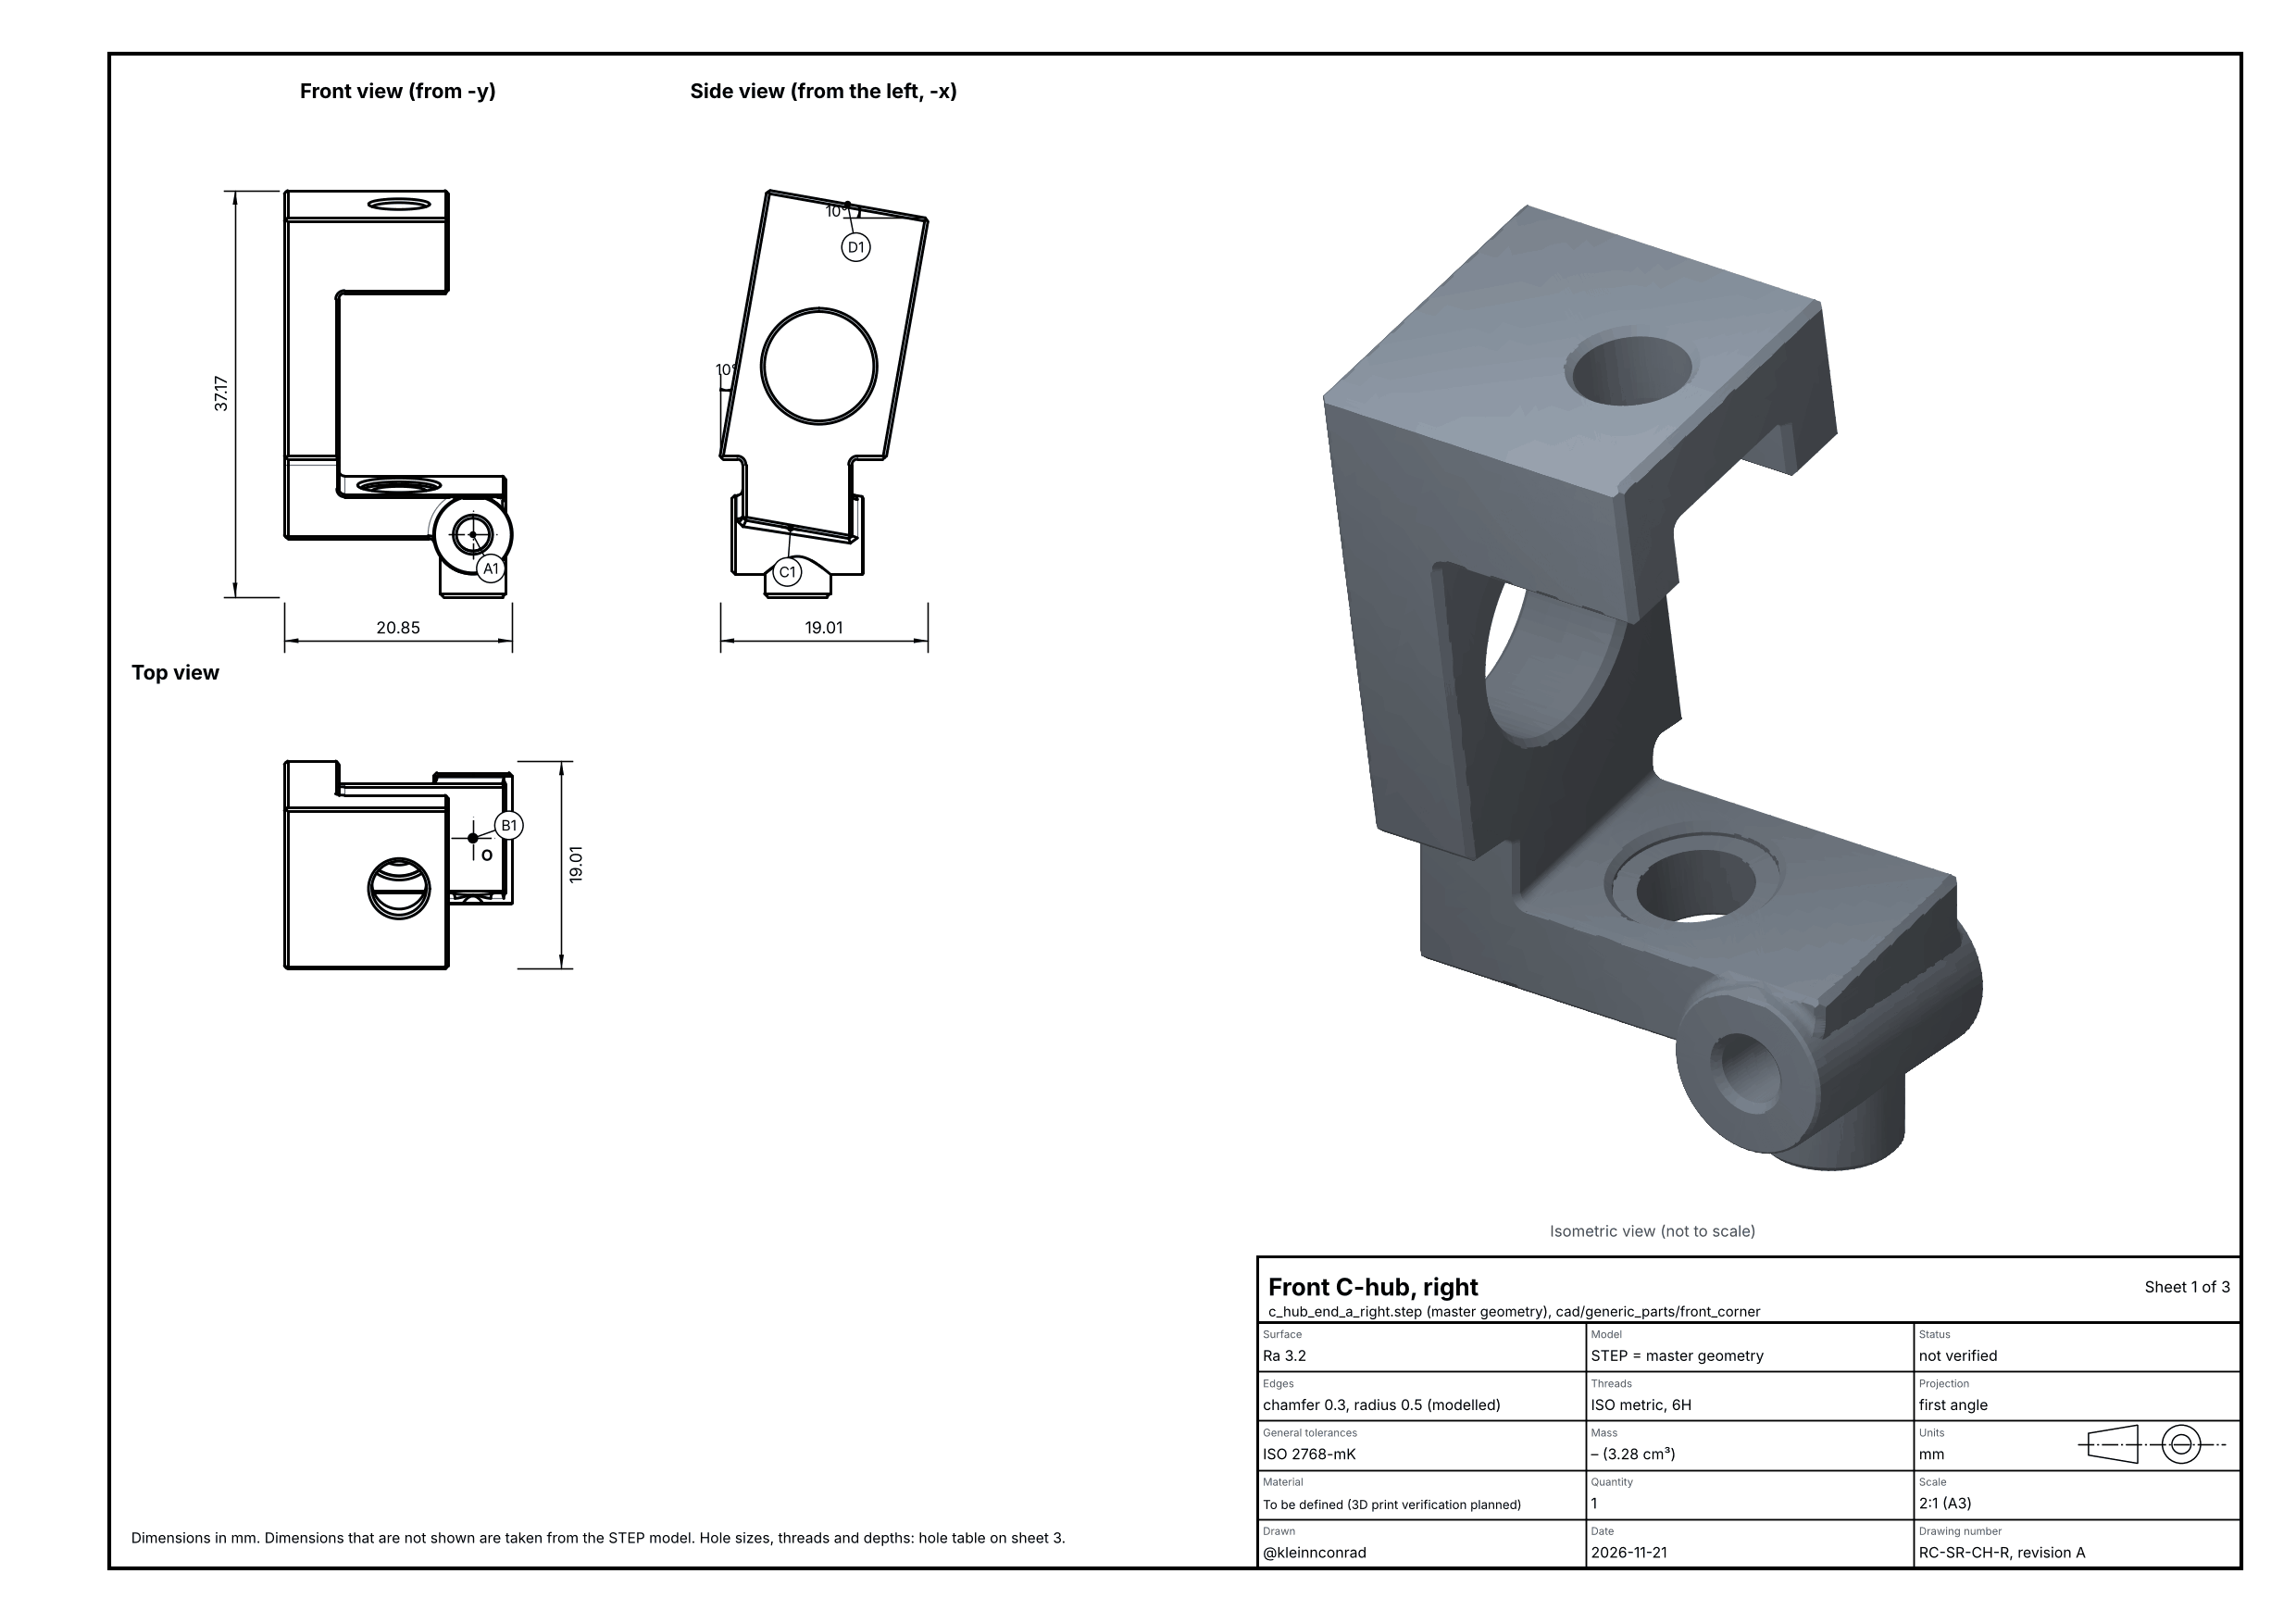 Front view (from -y)
Side view (from the left, -x)
10°
D1
37.17
10°
A1
C1
20.85
19.01
Top view
B1
19.01
Isometric view (not to scale)
Front C-hub, right
Sheet 1 of 3
c_hub_end_a_right.step (master geometry), cad/generic_parts/front_corner
Surface
Model
Status
Ra 3.2
STEP = master geometry
not verified
Edges
Threads
Projection
chamfer 0.3, radius 0.5 (modelled)
ISO metric, 6H
first angle
General tolerances
Mass
Units
ISO 2768-mK
– (3.28 cm³)
mm
Material
Quantity
Scale
To be defined (3D print verification planned)
1
2:1 (A3)
Drawn
Date
Drawing number
@kleinnconrad
2026-11-21
RC-SR-CH-R, revision A
Dimensions in mm. Dimensions that are not shown are taken from the STEP model. Hole sizes, threads and depths: hole table on sheet 3.